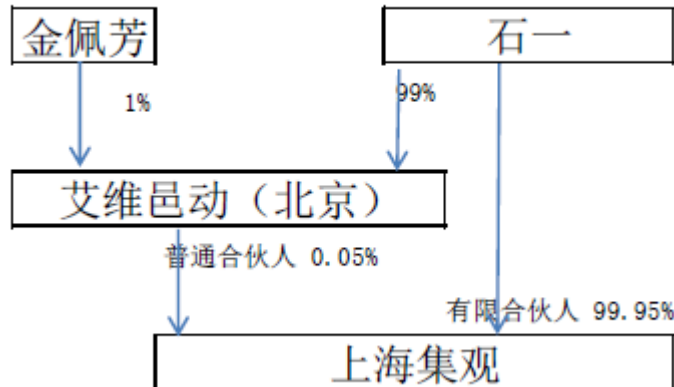 金佩芳
石一
1%
99%
艾维邑动（北京）
普通合伙人 0.05%
有限合伙人 99.95%
上海集观